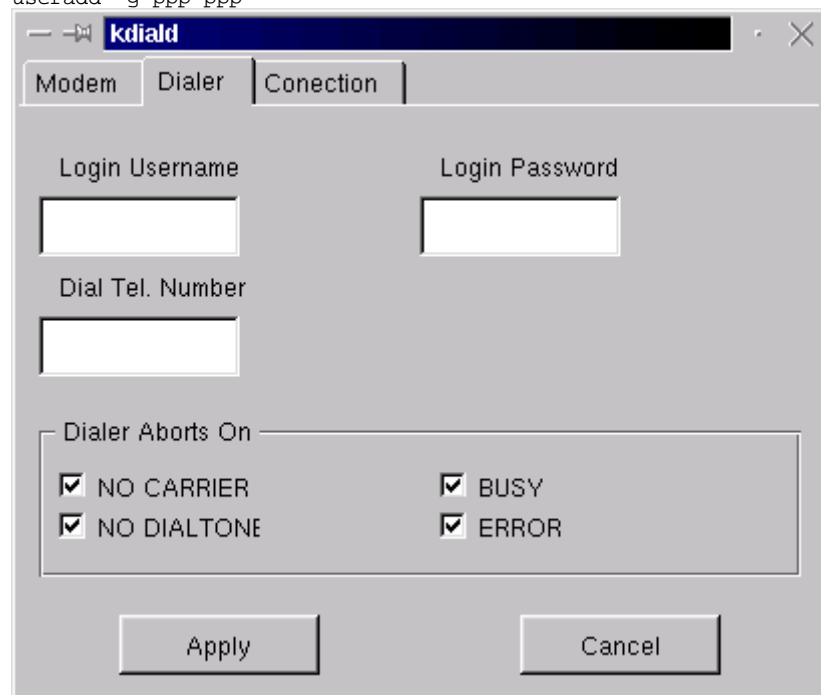 useradd -g ppp ppp
kdiald
Modem Dialer Conection
Login Username Login Password
Dial Tel. Number
Dialer Aborts On
NO CARRIER BUSY
NO DIALTONE ERROR
Apply Cancel